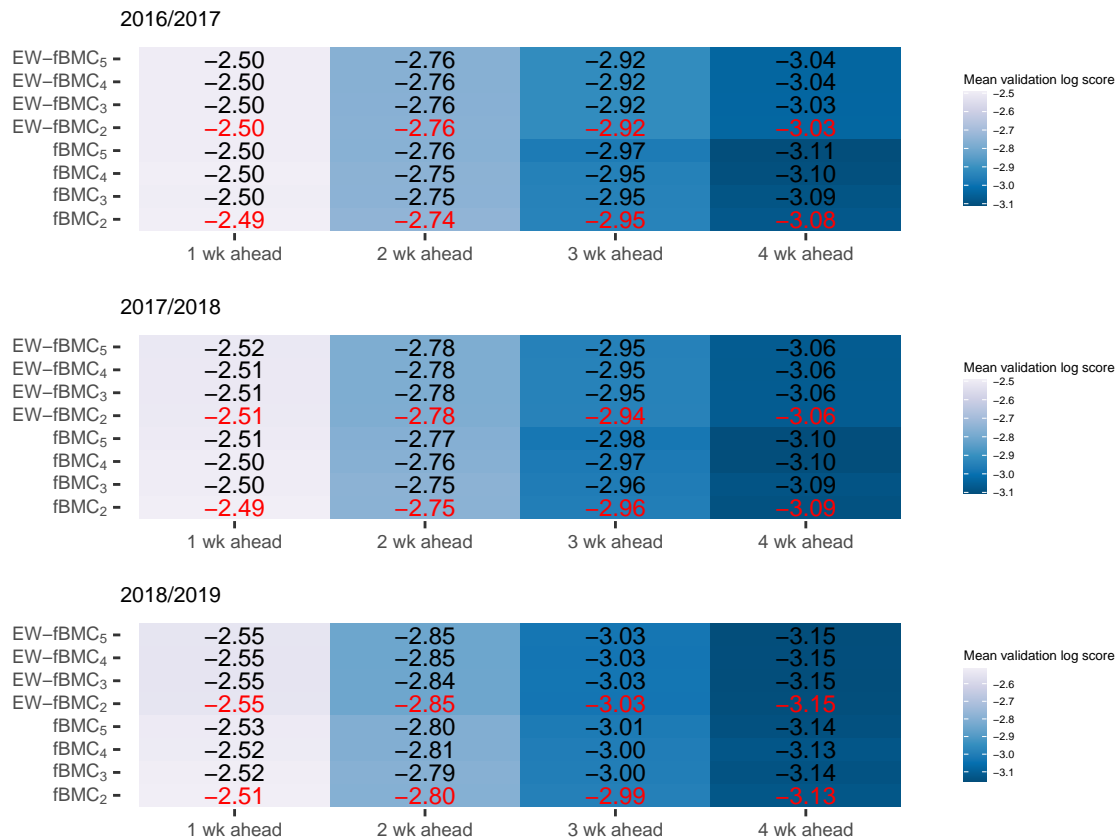 2016/2017
EW−fBMC₅ −2.50 −2.76 −2.92 −3.04
EW−fBMC₄ −2.50 −2.76 −2.92 −3.04
EW−fBMC₃ −2.50 −2.76 −2.92 −3.03
EW−fBMC₂ −2.50 −2.76 −2.92 −3.03
fBMC₅ −2.50 −2.76 −2.97 −3.11
fBMC₄ −2.50 −2.75 −2.95 −3.10
fBMC₃ −2.50 −2.75 −2.95 −3.09
fBMC₂ −2.49 −2.74 −2.95 −3.08
1 wk ahead 2 wk ahead 3 wk ahead 4 wk ahead
Mean validation log score
−2.5
−2.6
−2.7
−2.8
−2.9
−3.0
−3.1
2017/2018
EW−fBMC₅ −2.52 −2.78 −2.95 −3.06
EW−fBMC₄ −2.51 −2.78 −2.95 −3.06
EW−fBMC₃ −2.51 −2.78 −2.95 −3.06
EW−fBMC₂ −2.51 −2.78 −2.94 −3.06
fBMC₅ −2.51 −2.77 −2.98 −3.10
fBMC₄ −2.50 −2.76 −2.97 −3.10
fBMC₃ −2.50 −2.75 −2.96 −3.09
fBMC₂ −2.49 −2.75 −2.96 −3.09
1 wk ahead 2 wk ahead 3 wk ahead 4 wk ahead
Mean validation log score
−2.5
−2.6
−2.7
−2.8
−2.9
−3.0
−3.1
2018/2019
EW−fBMC₅ −2.55 −2.85 −3.03 −3.15
EW−fBMC₄ −2.55 −2.85 −3.03 −3.15
EW−fBMC₃ −2.55 −2.84 −3.03 −3.15
EW−fBMC₂ −2.55 −2.85 −3.03 −3.15
fBMC₅ −2.53 −2.80 −3.01 −3.14
fBMC₄ −2.52 −2.81 −3.00 −3.13
fBMC₃ −2.52 −2.79 −3.00 −3.14
fBMC₂ −2.51 −2.80 −2.99 −3.13
1 wk ahead 2 wk ahead 3 wk ahead 4 wk ahead
Mean validation log score
−2.6
−2.7
−2.8
−2.9
−3.0
−3.1